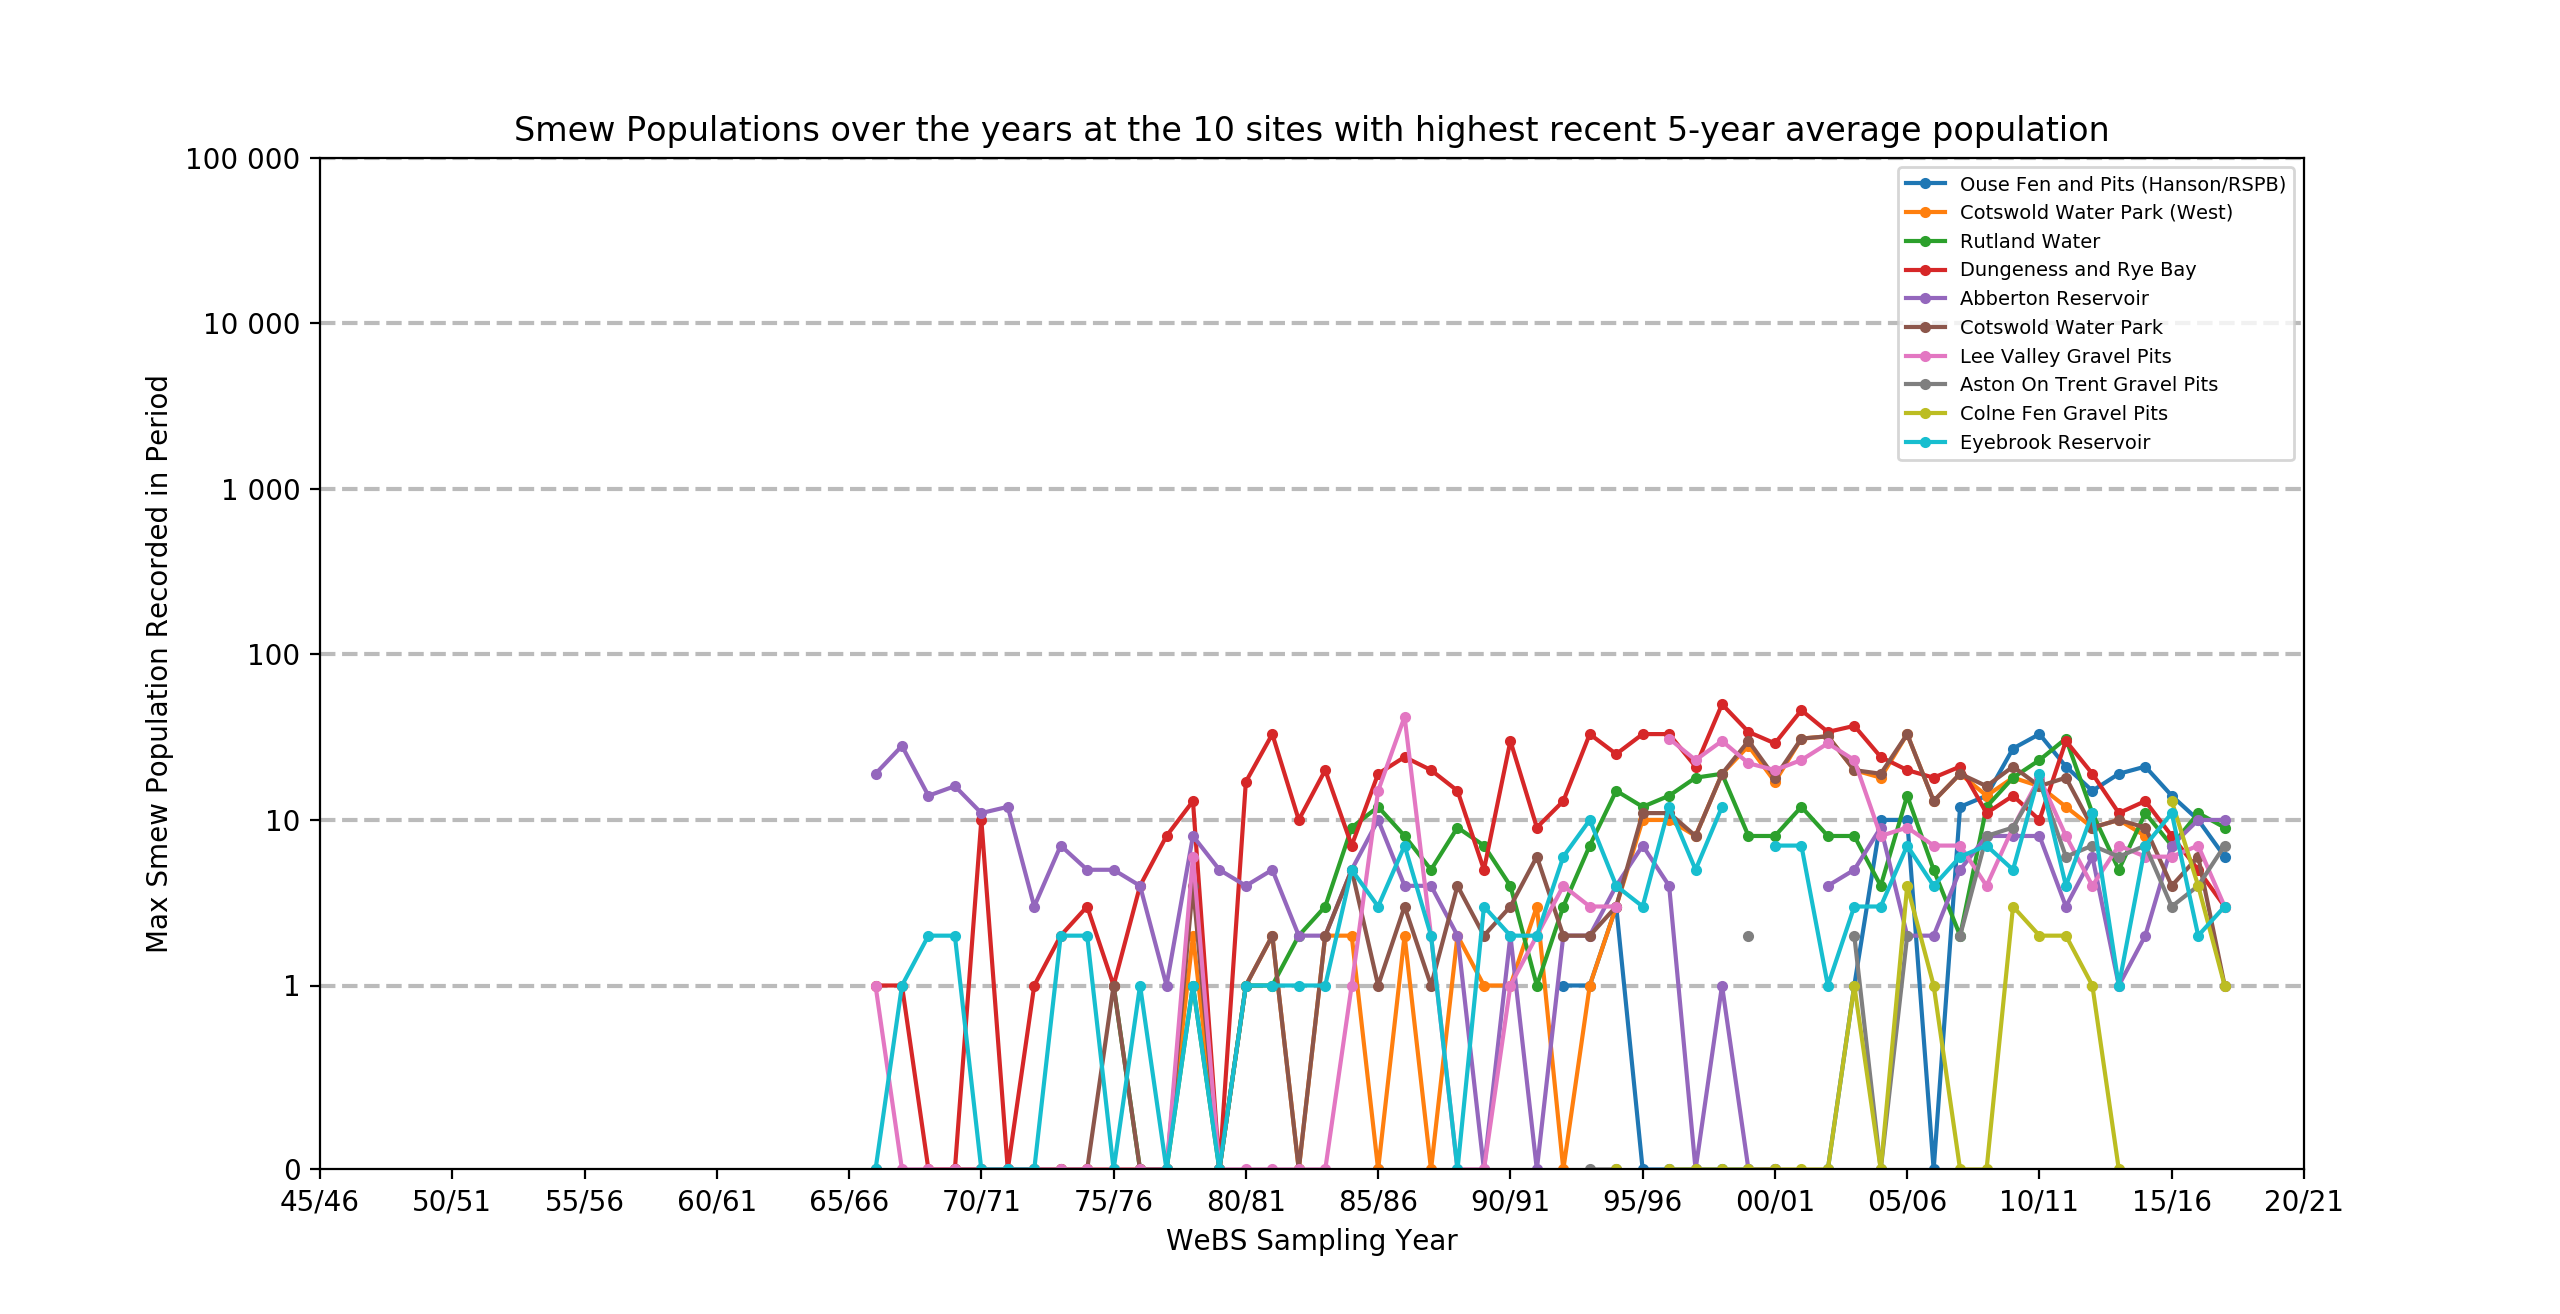 Smew Populations over the years at the 10 sites with highest recent 5-year average population
100 000
10 000
1 000
100
10
1
0
Max Smew Population Recorded in Period
Ouse Fen and Pits (Hanson/RSPB)
Cotswold Water Park (West)
Rutland Water
Dungeness and Rye Bay
Abberton Reservoir
Cotswold Water Park
Lee Valley Gravel Pits
Aston On Trent Gravel Pits
Colne Fen Gravel Pits
Eyebrook Reservoir
45/46 50/51 55/56 60/61 65/66 70/71 75/76 80/81 85/86 90/91 95/96 00/01 05/06 10/11 15/16 20/21
WeBS Sampling Year